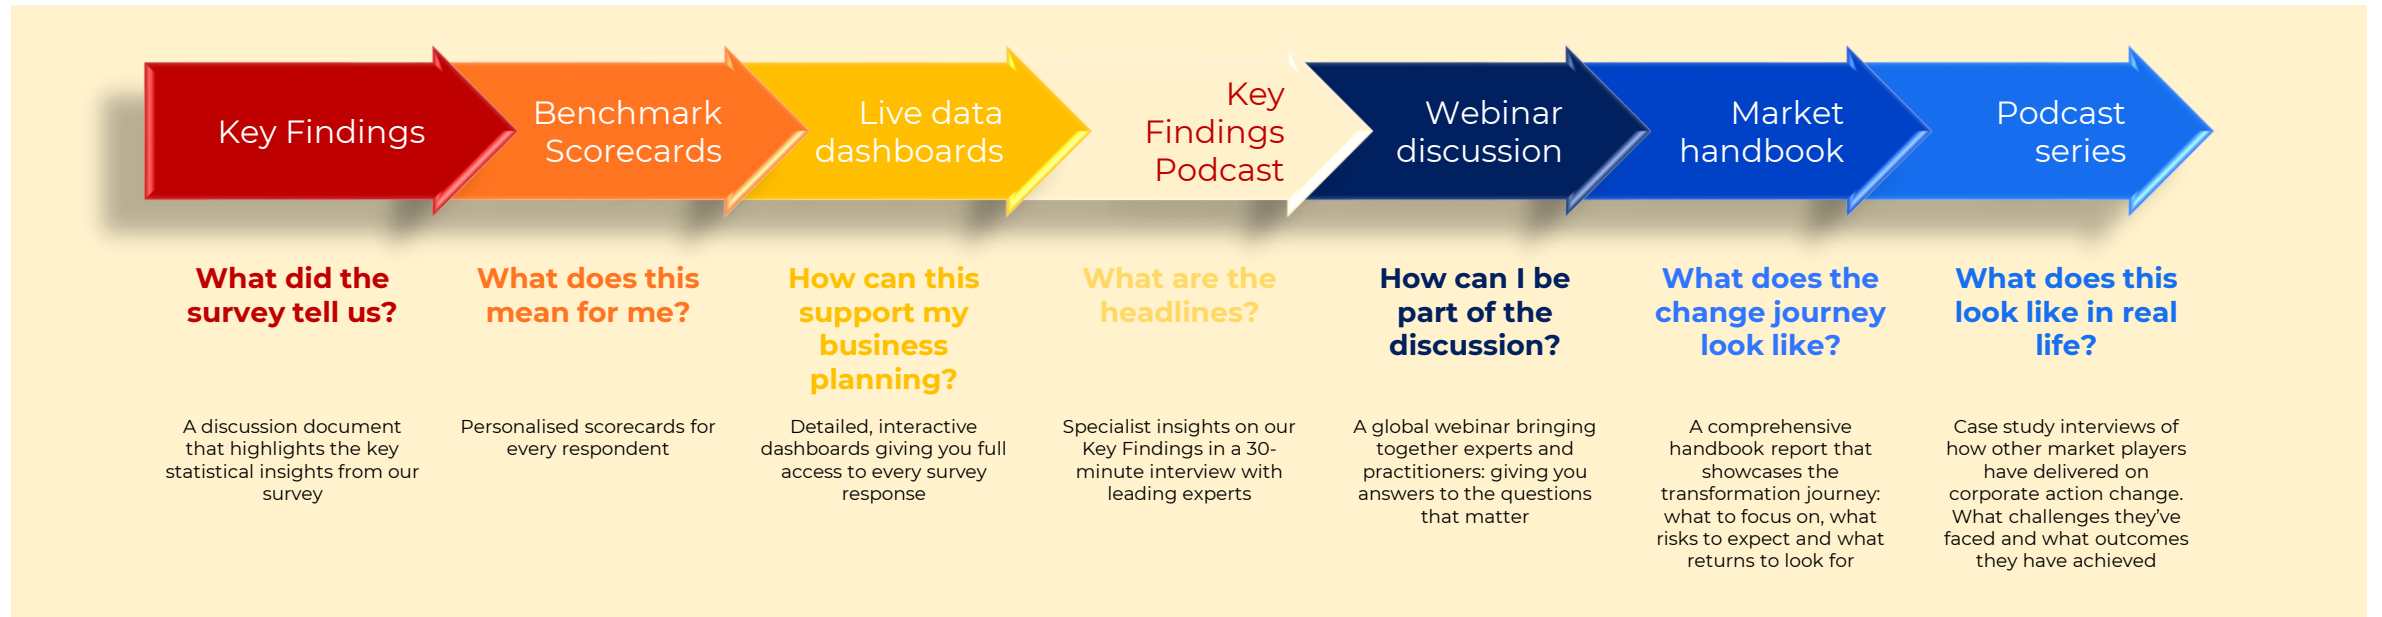 Key Findings
Benchmark
Scorecards
Live data
dashboards
Key
Findings
Podcast
Webinar
discussion
Market
handbook
Podcast
series
What did the
survey tell us?
What does this
mean for me?
How can this
support my
business
planning?
What are the
headlines?
How can I be
part of the
discussion?
What does the
change journey
look like?
What does this
look like in real
life?
A discussion document
that highlights the key
statistical insights from our
survey
Personalised scorecards for
every respondent
Detailed, interactive
dashboards giving you full
access to every survey
response
Specialist insights on our
Key Findings in a 30-
minute interview with
leading experts
A global webinar bringing
together experts and
practitioners: giving you
answers to the questions
that matter
A comprehensive
handbook report that
showcases the
transformation journey:
what to focus on, what
risks to expect and what
returns to look for
Case study interviews of
how other market players
have delivered on
corporate action change.
What challenges they’ve
faced and what outcomes
they have achieved